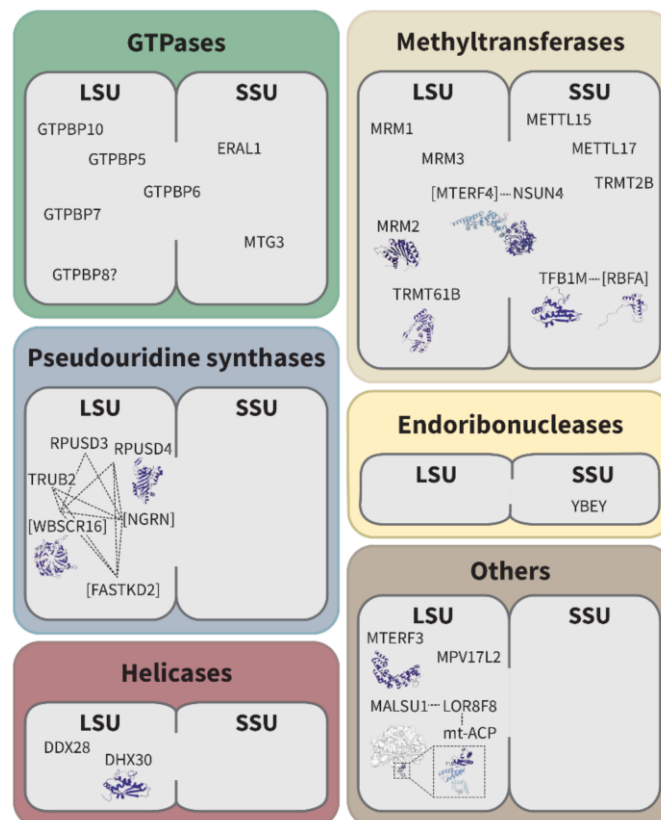 GTPases
LSU SSU
GTPBP10
GTPBP5
ERAL1
GTPBP6
GTPBP7
MTG3
GTPBP8?
Methyltransferases
LSU SSU
METTL15
MRM1
METTL17
MRM3
TRMT2B
[MTERF4]---NSUN4
MRM2
TFB1M---[RBFA]
TRMT61B
Pseudouridine synthases
LSU SSU
RPUSD3
RPUSD4
TRUB2
[WBSCR16]
[NGRN]
[FASTKD2]
Endoribonucleases
LSU SSU
YBEY
Others
LSU SSU
MTERF3
MPV17L2
MALSU1---LOR8F8
mt-ACP
Helicases
LSU SSU
DDX28
DHX30